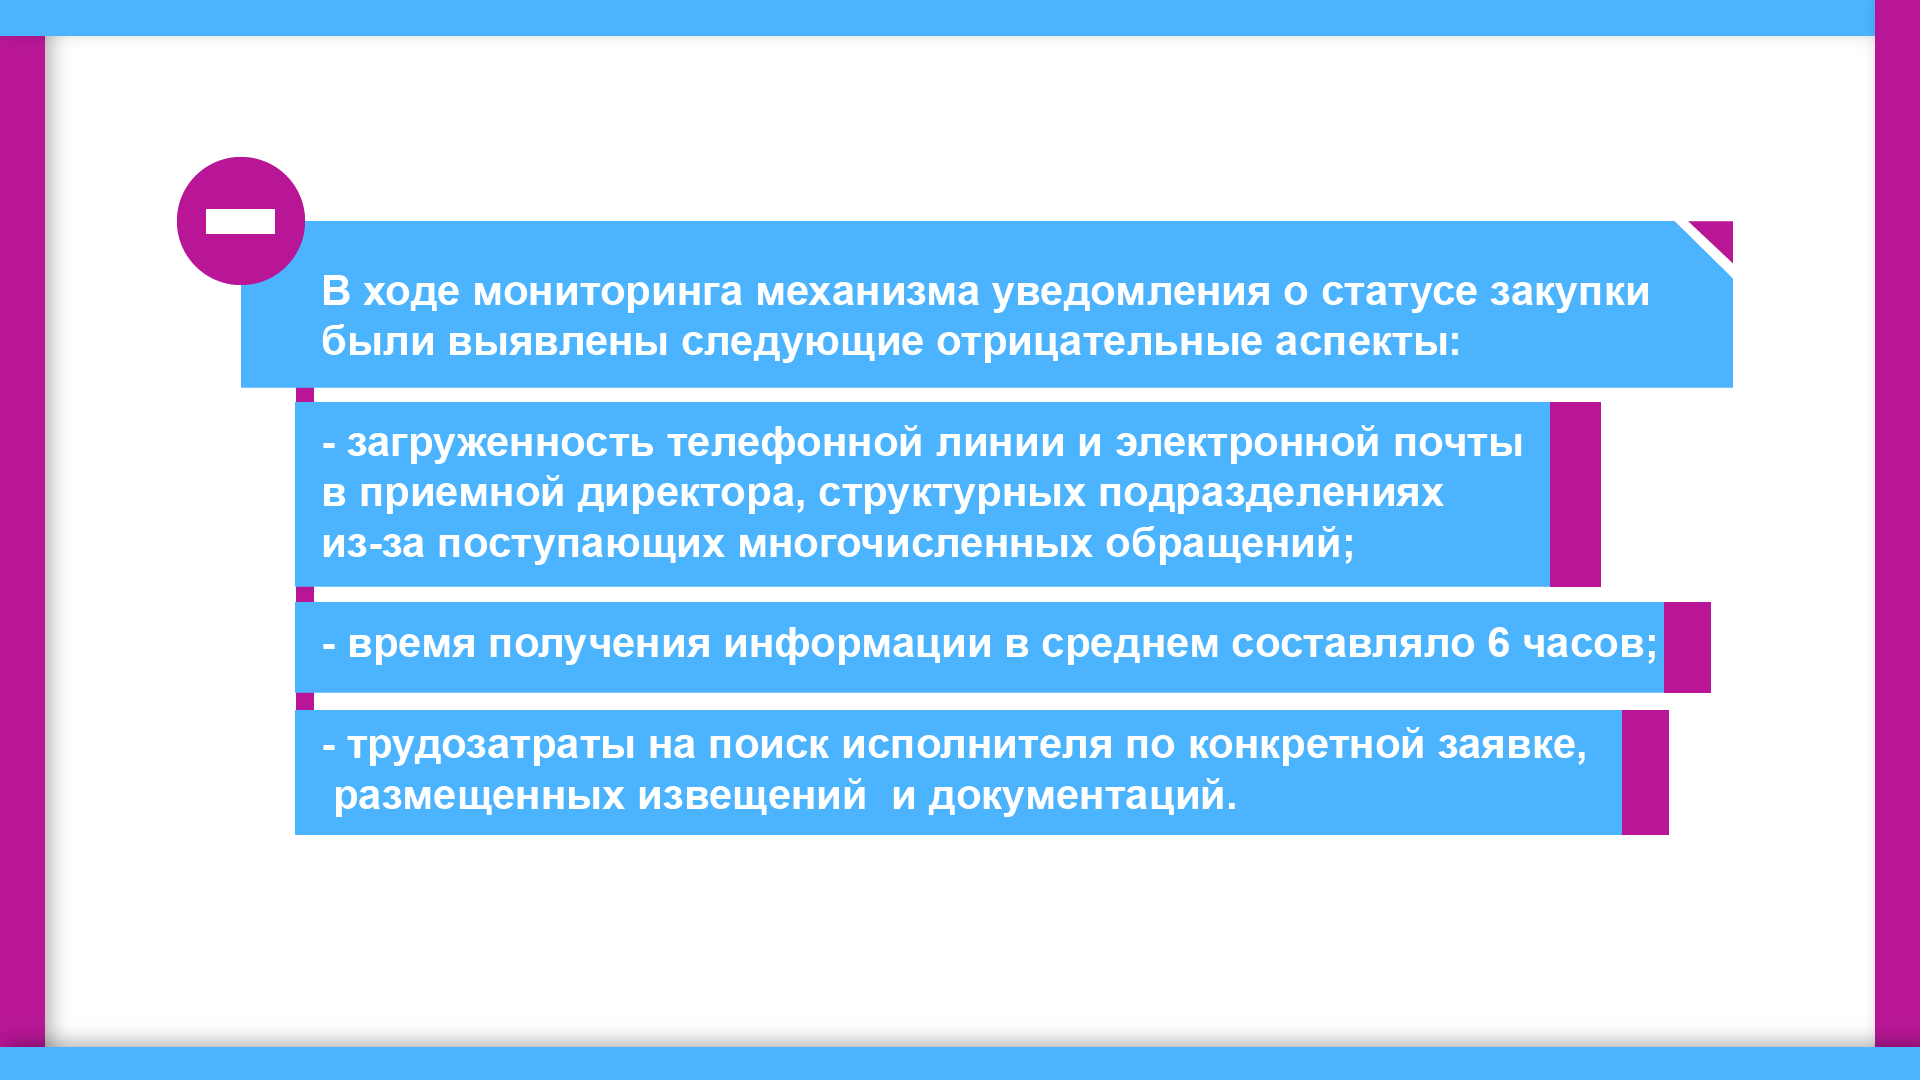 В ходе мониторинга механизма уведомления о статусе закупки
были выявлены следующие отрицательные аспекты:
- загруженность телефонной линии и электронной почты
в приемной директора, структурных подразделениях
из-за поступающих многочисленных обращений;
- время получения информации в среднем составляло 6 часов;
- трудозатраты на поиск исполнителя по конкретной заявке,
размещенных извещений  и документаций.